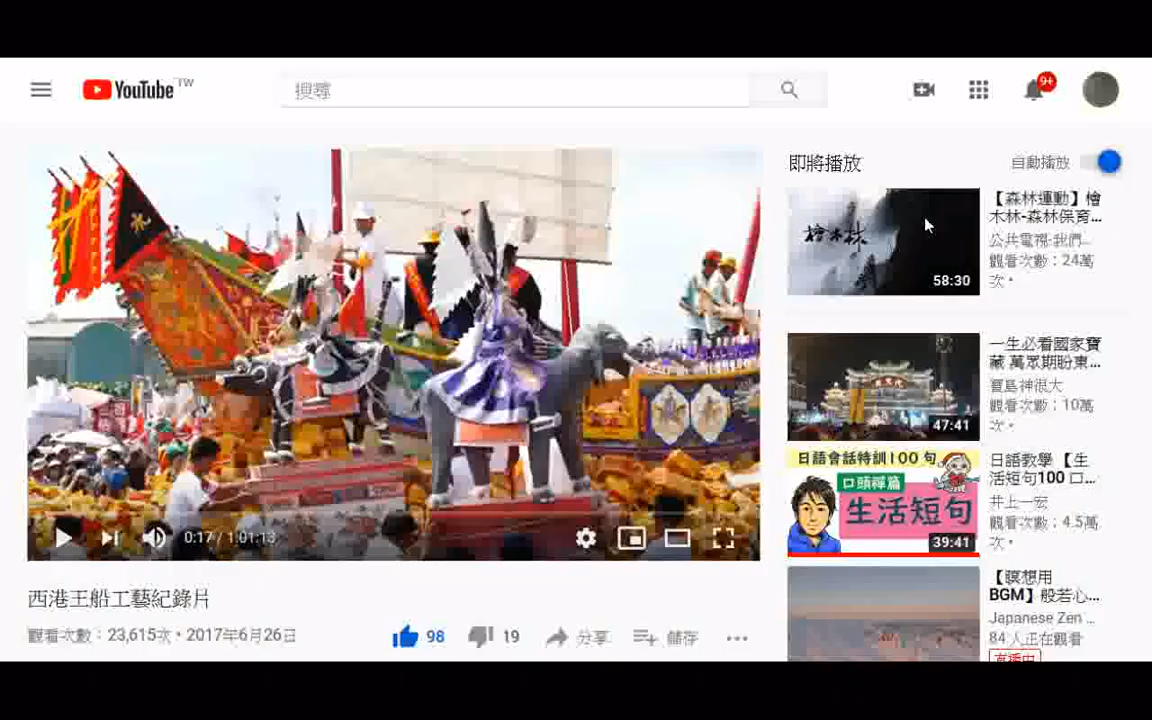 YouTube TW
搜尋
9+
即將播放
自動播放
檜木林
58:30
【森林運動】檜
木林-森林保育...
公共電視-我們...
觀看次數：24萬
次・
47:41
一生必看國家寶
藏 萬眾期盼東...
寶島神很大
觀看次數：10萬
次・
日語會話特訓100句
口頭禪篇
生活短句
39:41
日語教學【生
活短句100 口...
井上一宏
觀看次數：4.5萬
次・
【瞑想用
BGM】般若心...
Japanese Zen ...
84 人正在觀看
直播中
0:17 / 1:01:13
西港王船工藝紀錄片
觀看次數：23,615次・2017年6月26日
98
19
分享
儲存